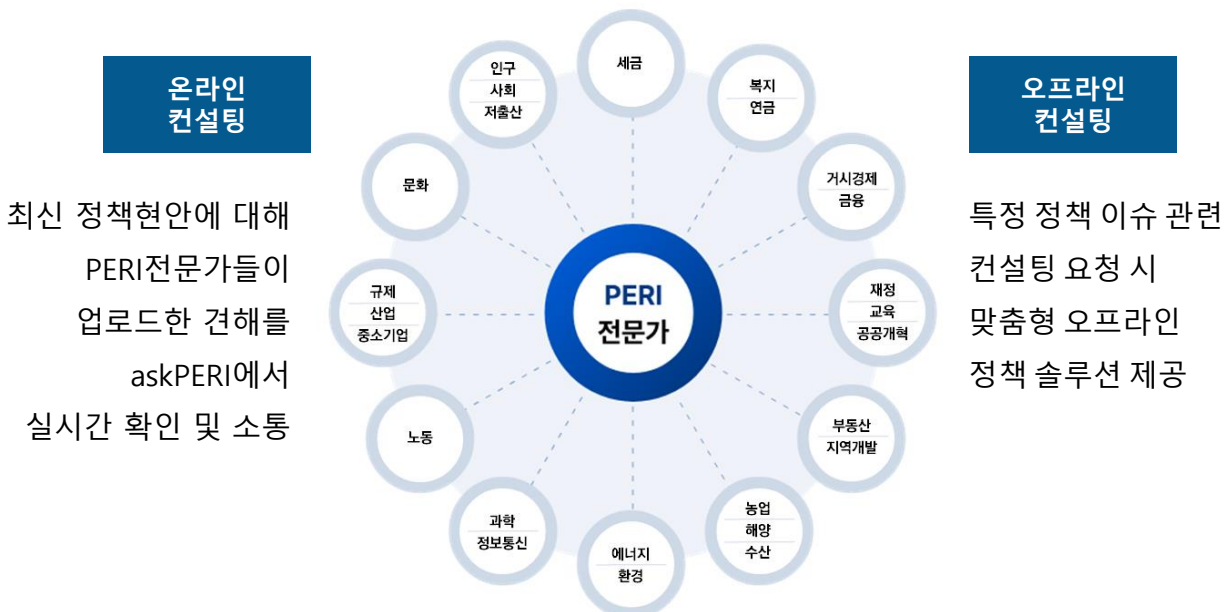 온라인
컨설팅
최신 정책현안에 대해
PERI전문가들이
업로드한 견해를
askPERI에서
실시간 확인 및 소통
세금
복지
연금
거시경제
금융
재정
교육
공공개혁
부동산
지역개발
농업
해양
수산
에너지
환경
과학
정보통신
노동
규제
산업
중소기업
문화
인구
사회
저출산
PERI
전문가
오프라인
컨설팅
특정 정책 이슈 관련
컨설팅 요청 시
맞춤형 오프라인
정책 솔루션 제공